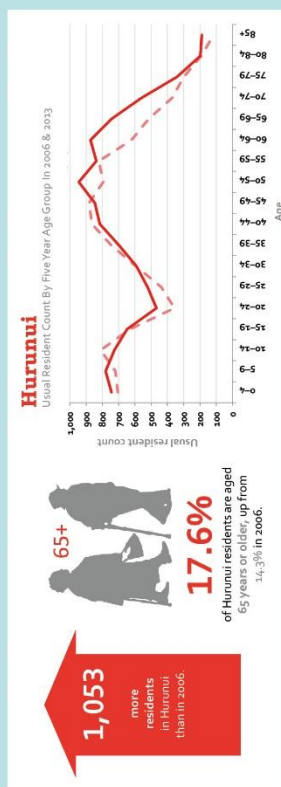 1,053
more
residents
in Hurunui
than in 2006.
65+
17.6%
of Hurunui residents are aged
65 years or older, up from
14.3% in 2006.
Hurunui
Usual Resident Count By Five Year Age Group In 2006 & 2013
Usual resident count
1,000
900
800
700
600
500
400
300
200
100
0
0-4
5-9
10-14
15-19
20-24
25-29
30-34
35-39
40-44
45-49
50-54
55-59
60-64
65-69
70-74
75-79
80-84
85+
Age